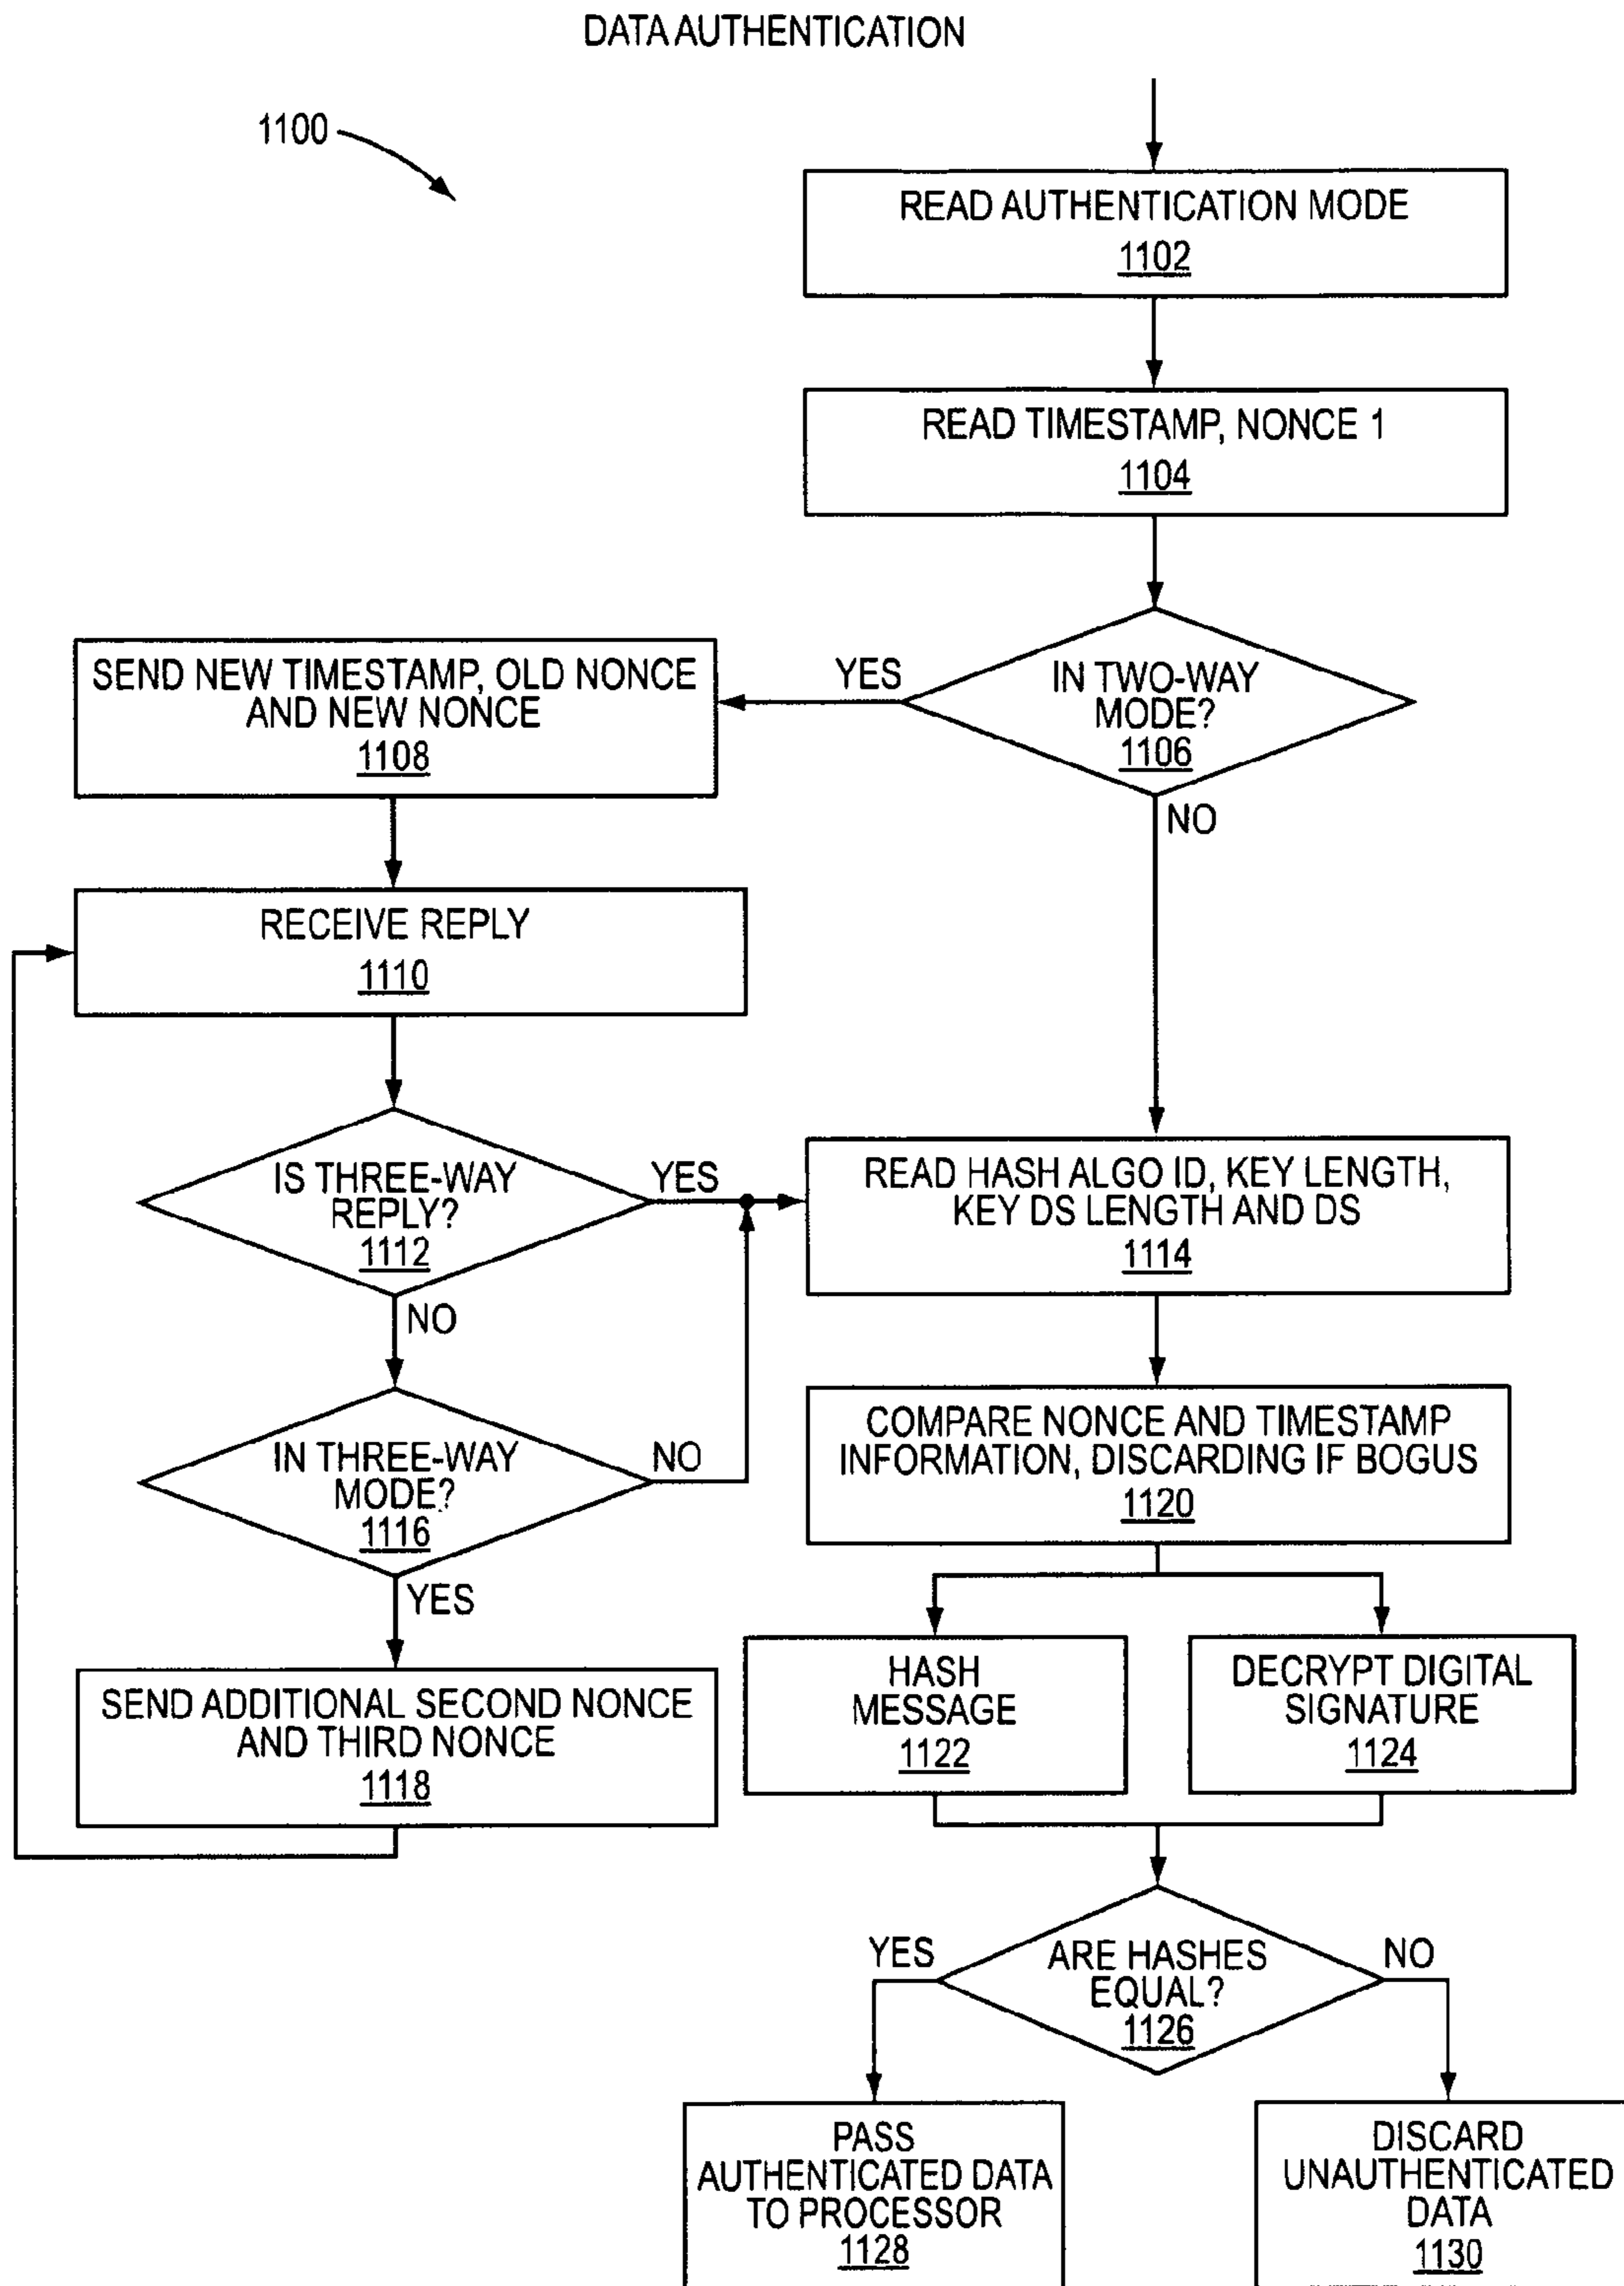 DATA AUTHENTICATION
1100
READ AUTHENTICATION MODE
1102
READ TIMESTAMP, NONCE 1
1104
IN TWO-WAY
MODE?
1106
YES
NO
SEND NEW TIMESTAMP, OLD NONCE
AND NEW NONCE
1108
RECEIVE REPLY
1110
IS THREE-WAY
REPLY?
1112
YES
NO
READ HASH ALGO ID, KEY LENGTH,
KEY DS LENGTH AND DS
1114
IN THREE-WAY
MODE?
1116
NO
YES
SEND ADDITIONAL SECOND NONCE
AND THIRD NONCE
1118
COMPARE NONCE AND TIMESTAMP
INFORMATION, DISCARDING IF BOGUS
1120
HASH
MESSAGE
1122
DECRYPT DIGITAL
SIGNATURE
1124
ARE HASHES
EQUAL?
1126
YES
NO
PASS
AUTHENTICATED DATA
TO PROCESSOR
1128
DISCARD
UNAUTHENTICATED
DATA
1130